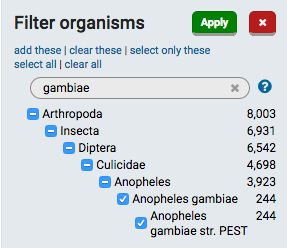 Filter organisms Apply ×
add these | clear these | select only these
select all | clear all
gambiae × ?
Arthropoda 8,003
Insecta 6,931
Diptera 6,542
Culicidae 4,698
Anopheles 3,923
Anopheles gambiae 244
Anopheles 244
gambiae str. PEST